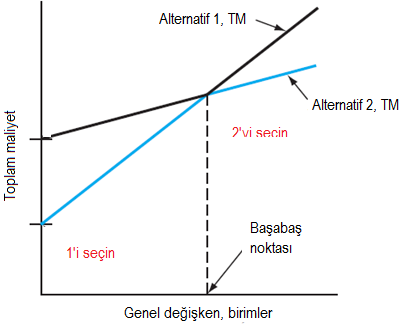 Alternatif 1, TM
Alternatif 2, TM
Toplam maliyet
2'yi seçin
1'i seçin
Başabaş
noktası
Genel değişken, birimler